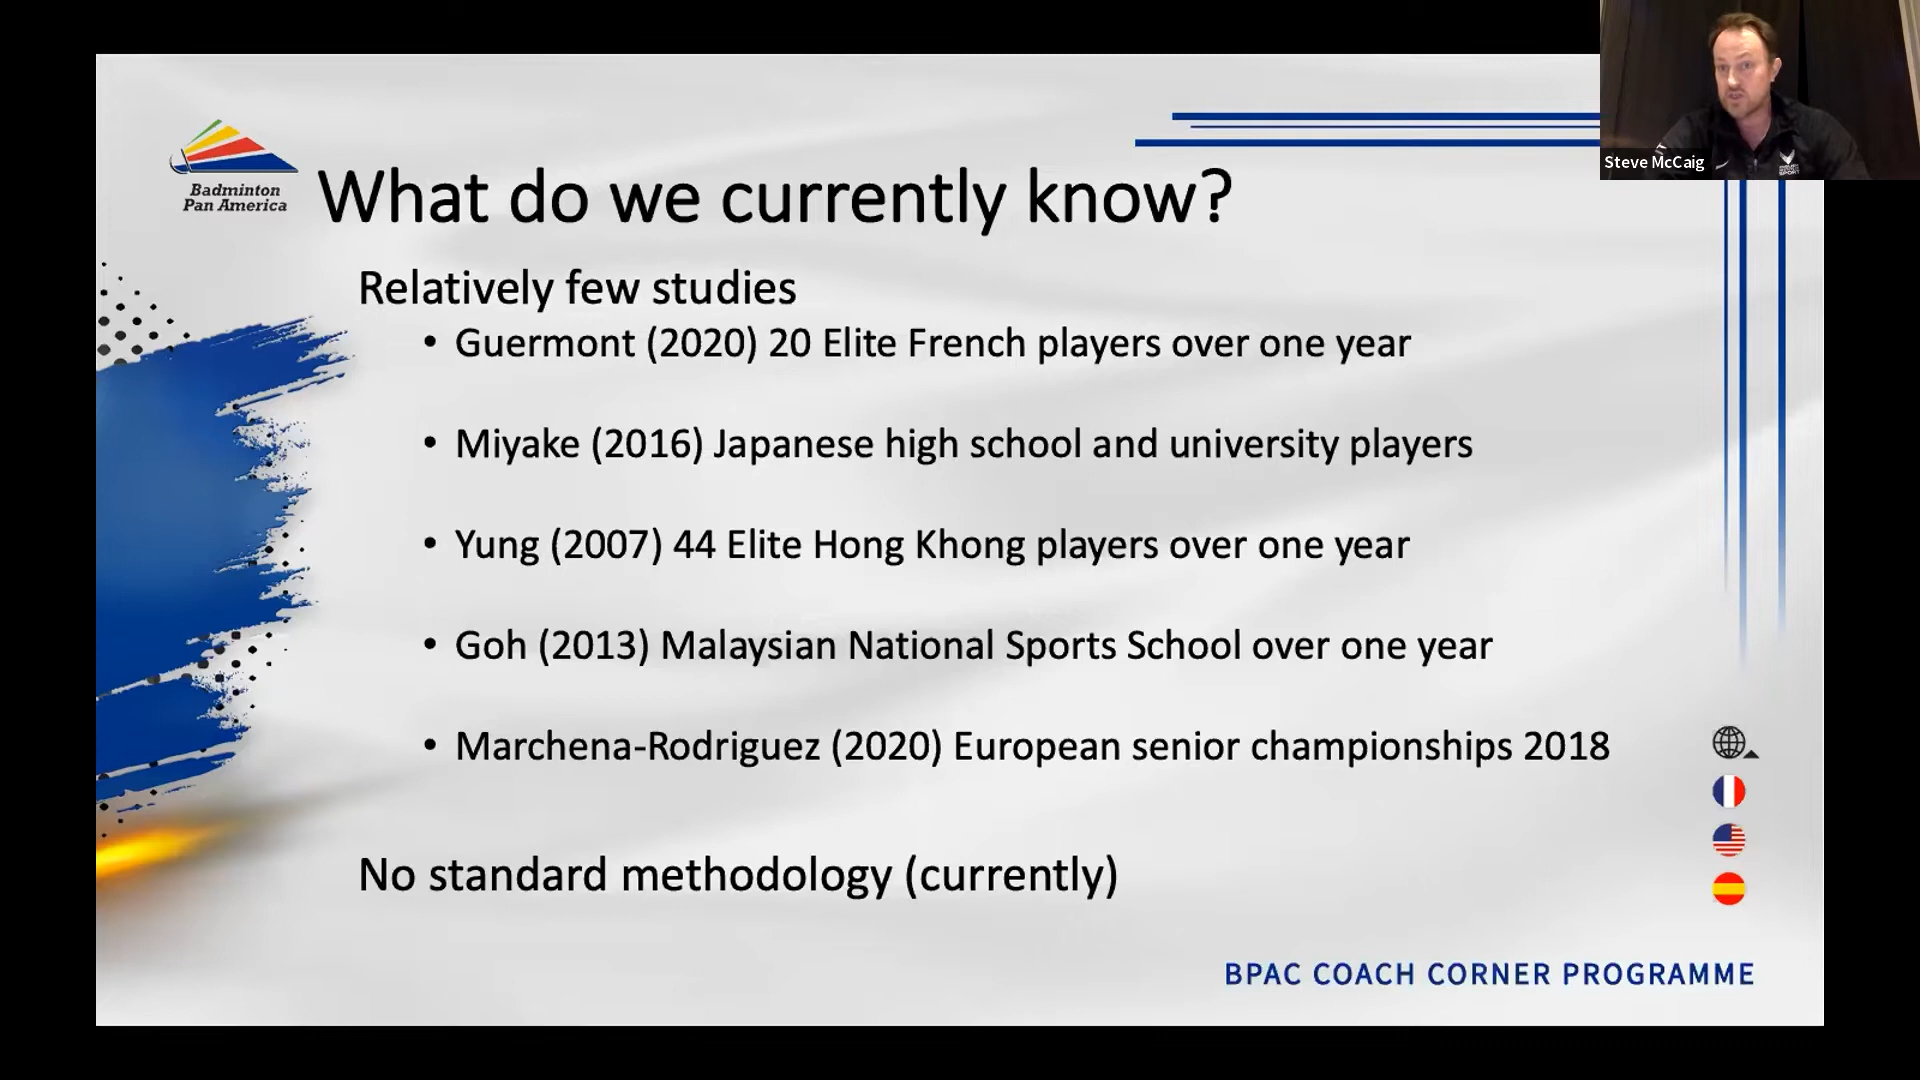 Steve McCaig
Badminton
Pan America
What do we currently know?
Relatively few studies
• Guermont (2020) 20 Elite French players over one year
• Miyake (2016) Japanese high school and university players
• Yung (2007) 44 Elite Hong Khong players over one year
• Goh (2013) Malaysian National Sports School over one year
• Marchena-Rodriguez (2020) European senior championships 2018
No standard methodology (currently)
BPAC COACH CORNER PROGRAMME